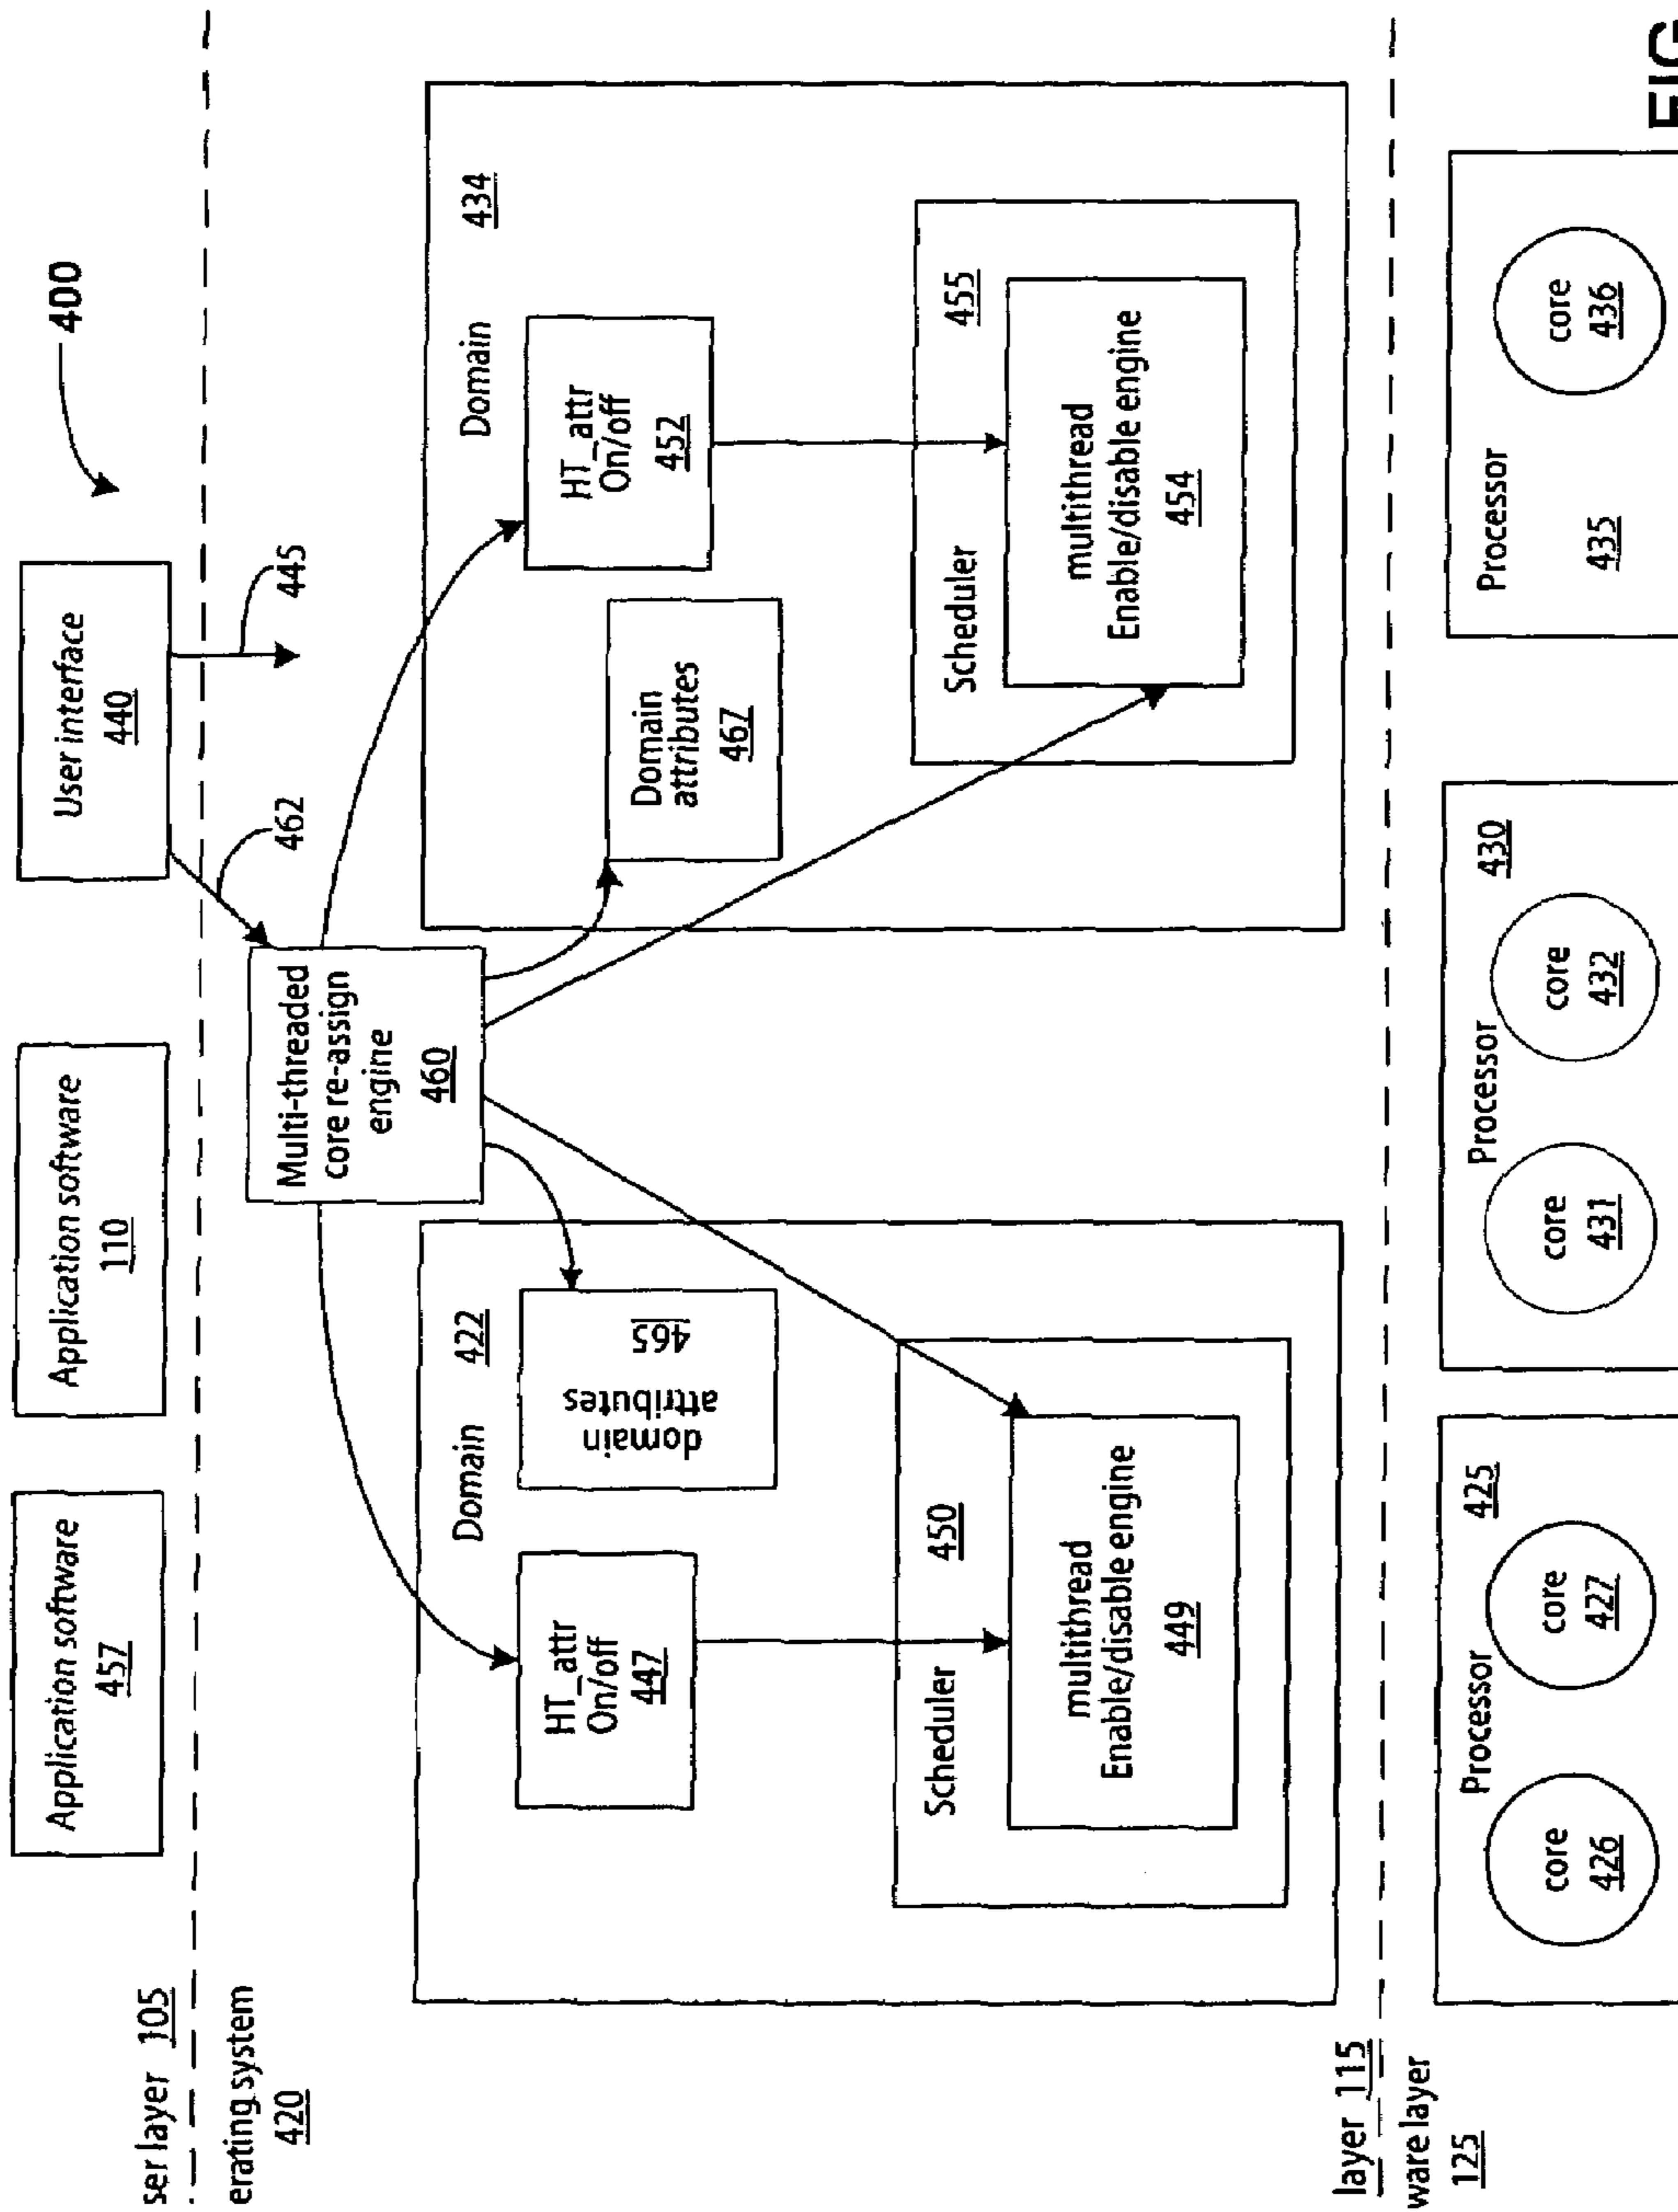 400
User interface
440
Application software
110
Application software
457
ser layer 105
445
462
erating system
420
Multi-threaded
core re-assign
engine
460
Domain
422
HT_attr
On/off
447
domain
attributes
465
Scheduler
450
multithread
Enable/disable engine
449
Domain
434
HT_attr
On/off
452
Domain
attributes
467
Scheduler
455
multithread
Enable/disable engine
454
layer 115
ware layer
125
Processor
425
core
426
core
427
Processor
430
core
431
core
432
Processor
435
core
436
FIG